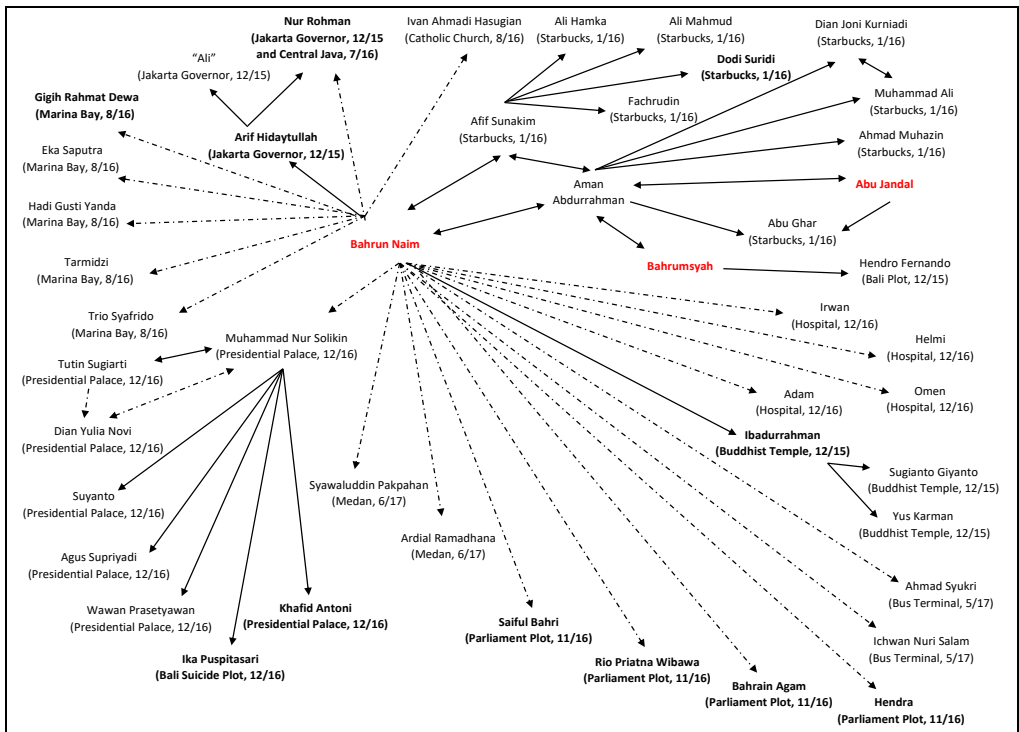 Nur Rohman
(Jakarta Governor, 12/15
and Central Java, 7/16)
Ivan Ahmadi Hasugian
(Catholic Church, 8/16)
Ali Hamka
(Starbucks, 1/16)
Ali Mahmud
(Starbucks, 1/16)
Dian Joni Kurniadi
(Starbucks, 1/16)
“Ali”
(Jakarta Governor, 12/15)
Dodi Suridi
(Starbucks, 1/16)
Gigih Rahmat Dewa
(Marina Bay, 8/16)
Muhammad Ali
(Starbucks, 1/16)
Fachrudin
(Starbucks, 1/16)
Afif Sunakim
(Starbucks, 1/16)
Arif Hidaytullah
(Jakarta Governor, 12/15)
Ahmad Muhazin
(Starbucks, 1/16)
Eka Saputra
(Marina Bay, 8/16)
Aman
Abdurrahman
Abu Jandal
Hadi Gusti Yanda
(Marina Bay, 8/16)
Abu Ghar
(Starbucks, 1/16)
Bahrun Naim
Tarmidzi
(Marina Bay, 8/16)
Bahrumsyah
Hendro Fernando
(Bali Plot, 12/15)
Trio Syafrido
(Marina Bay, 8/16)
Irwan
(Hospital, 12/16)
Muhammad Nur Solikin
(Presidential Palace, 12/16)
Helmi
(Hospital, 12/16)
Tutin Sugiarti
(Presidential Palace, 12/16)
Adam
(Hospital, 12/16)
Omen
(Hospital, 12/16)
Dian Yulia Novi
(Presidential Palace, 12/16)
Ibadurrahman
(Buddhist Temple, 12/15)
Sugianto Giyanto
(Buddhist Temple, 12/15)
Syawaluddin Pakpahan
(Medan, 6/17)
Suyanto
(Presidential Palace, 12/16)
Yus Karman
(Buddhist Temple, 12/15)
Ardial Ramadhana
(Medan, 6/17)
Agus Supriyadi
(Presidential Palace, 12/16)
Ahmad Syukri
(Bus Terminal, 5/17)
Wawan Prasetyawan
(Presidential Palace, 12/16)
Khafid Antoni
(Presidential Palace, 12/16)
Saiful Bahri
(Parliament Plot, 11/16)
Ichwan Nuri Salam
(Bus Terminal, 5/17)
Ika Puspitasari
(Bali Suicide Plot, 12/16)
Rio Priatna Wibawa
(Parliament Plot, 11/16)
Bahrain Agam
(Parliament Plot, 11/16)
Hendra
(Parliament Plot, 11/16)